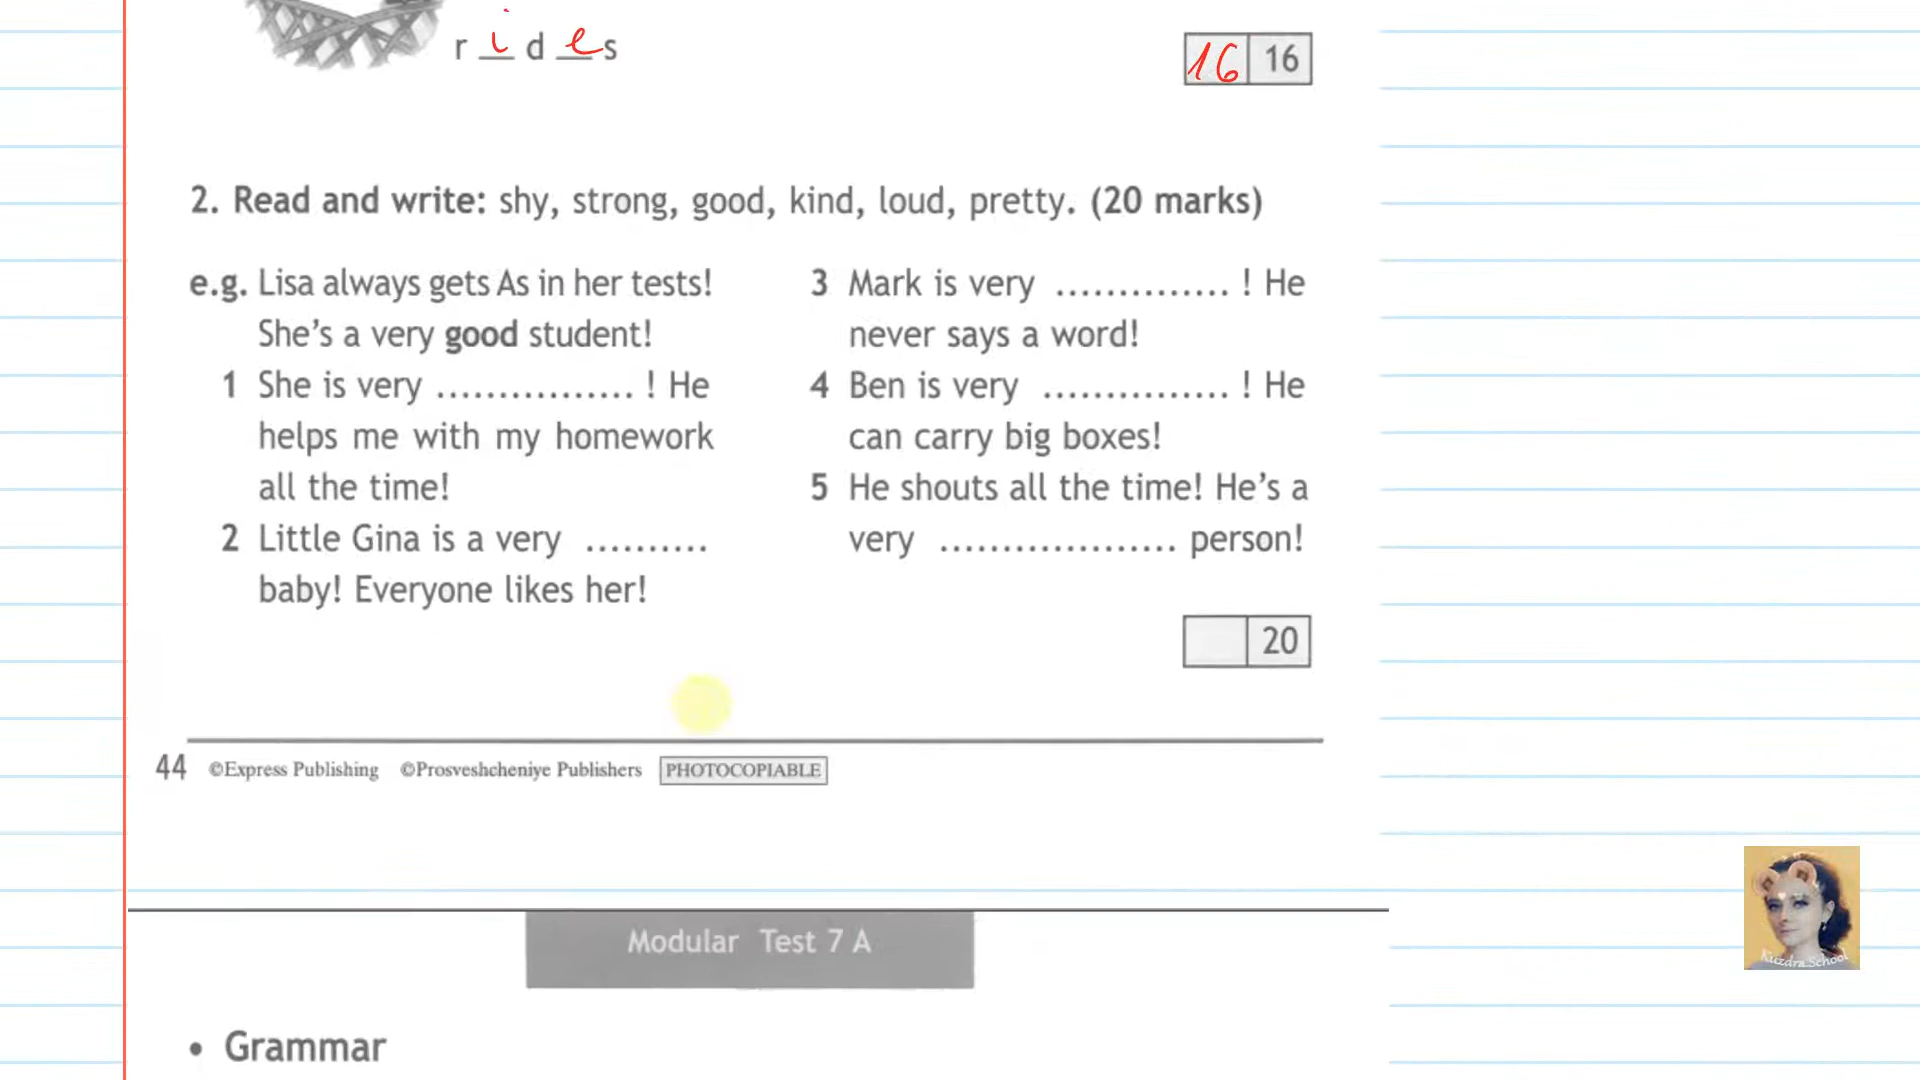 r i d e s
16 16
2. Read and write: shy, strong, good, kind, loud, pretty. (20 marks)
e.g. Lisa always gets As in her tests!
She's a very good student!
1 She is very ................ ! He
helps me with my homework
all the time!
2 Little Gina is a very ..........
baby! Everyone likes her!
3 Mark is very .............. ! He
never says a word!
4 Ben is very ............... ! He
can carry big boxes!
5 He shouts all the time! He's a
very ................... person!
20
44 ©Express Publishing ©Prosveshcheniye Publishers PHOTOCOPIABLE
Kuzdra School
Modular Test 7 A
• Grammar